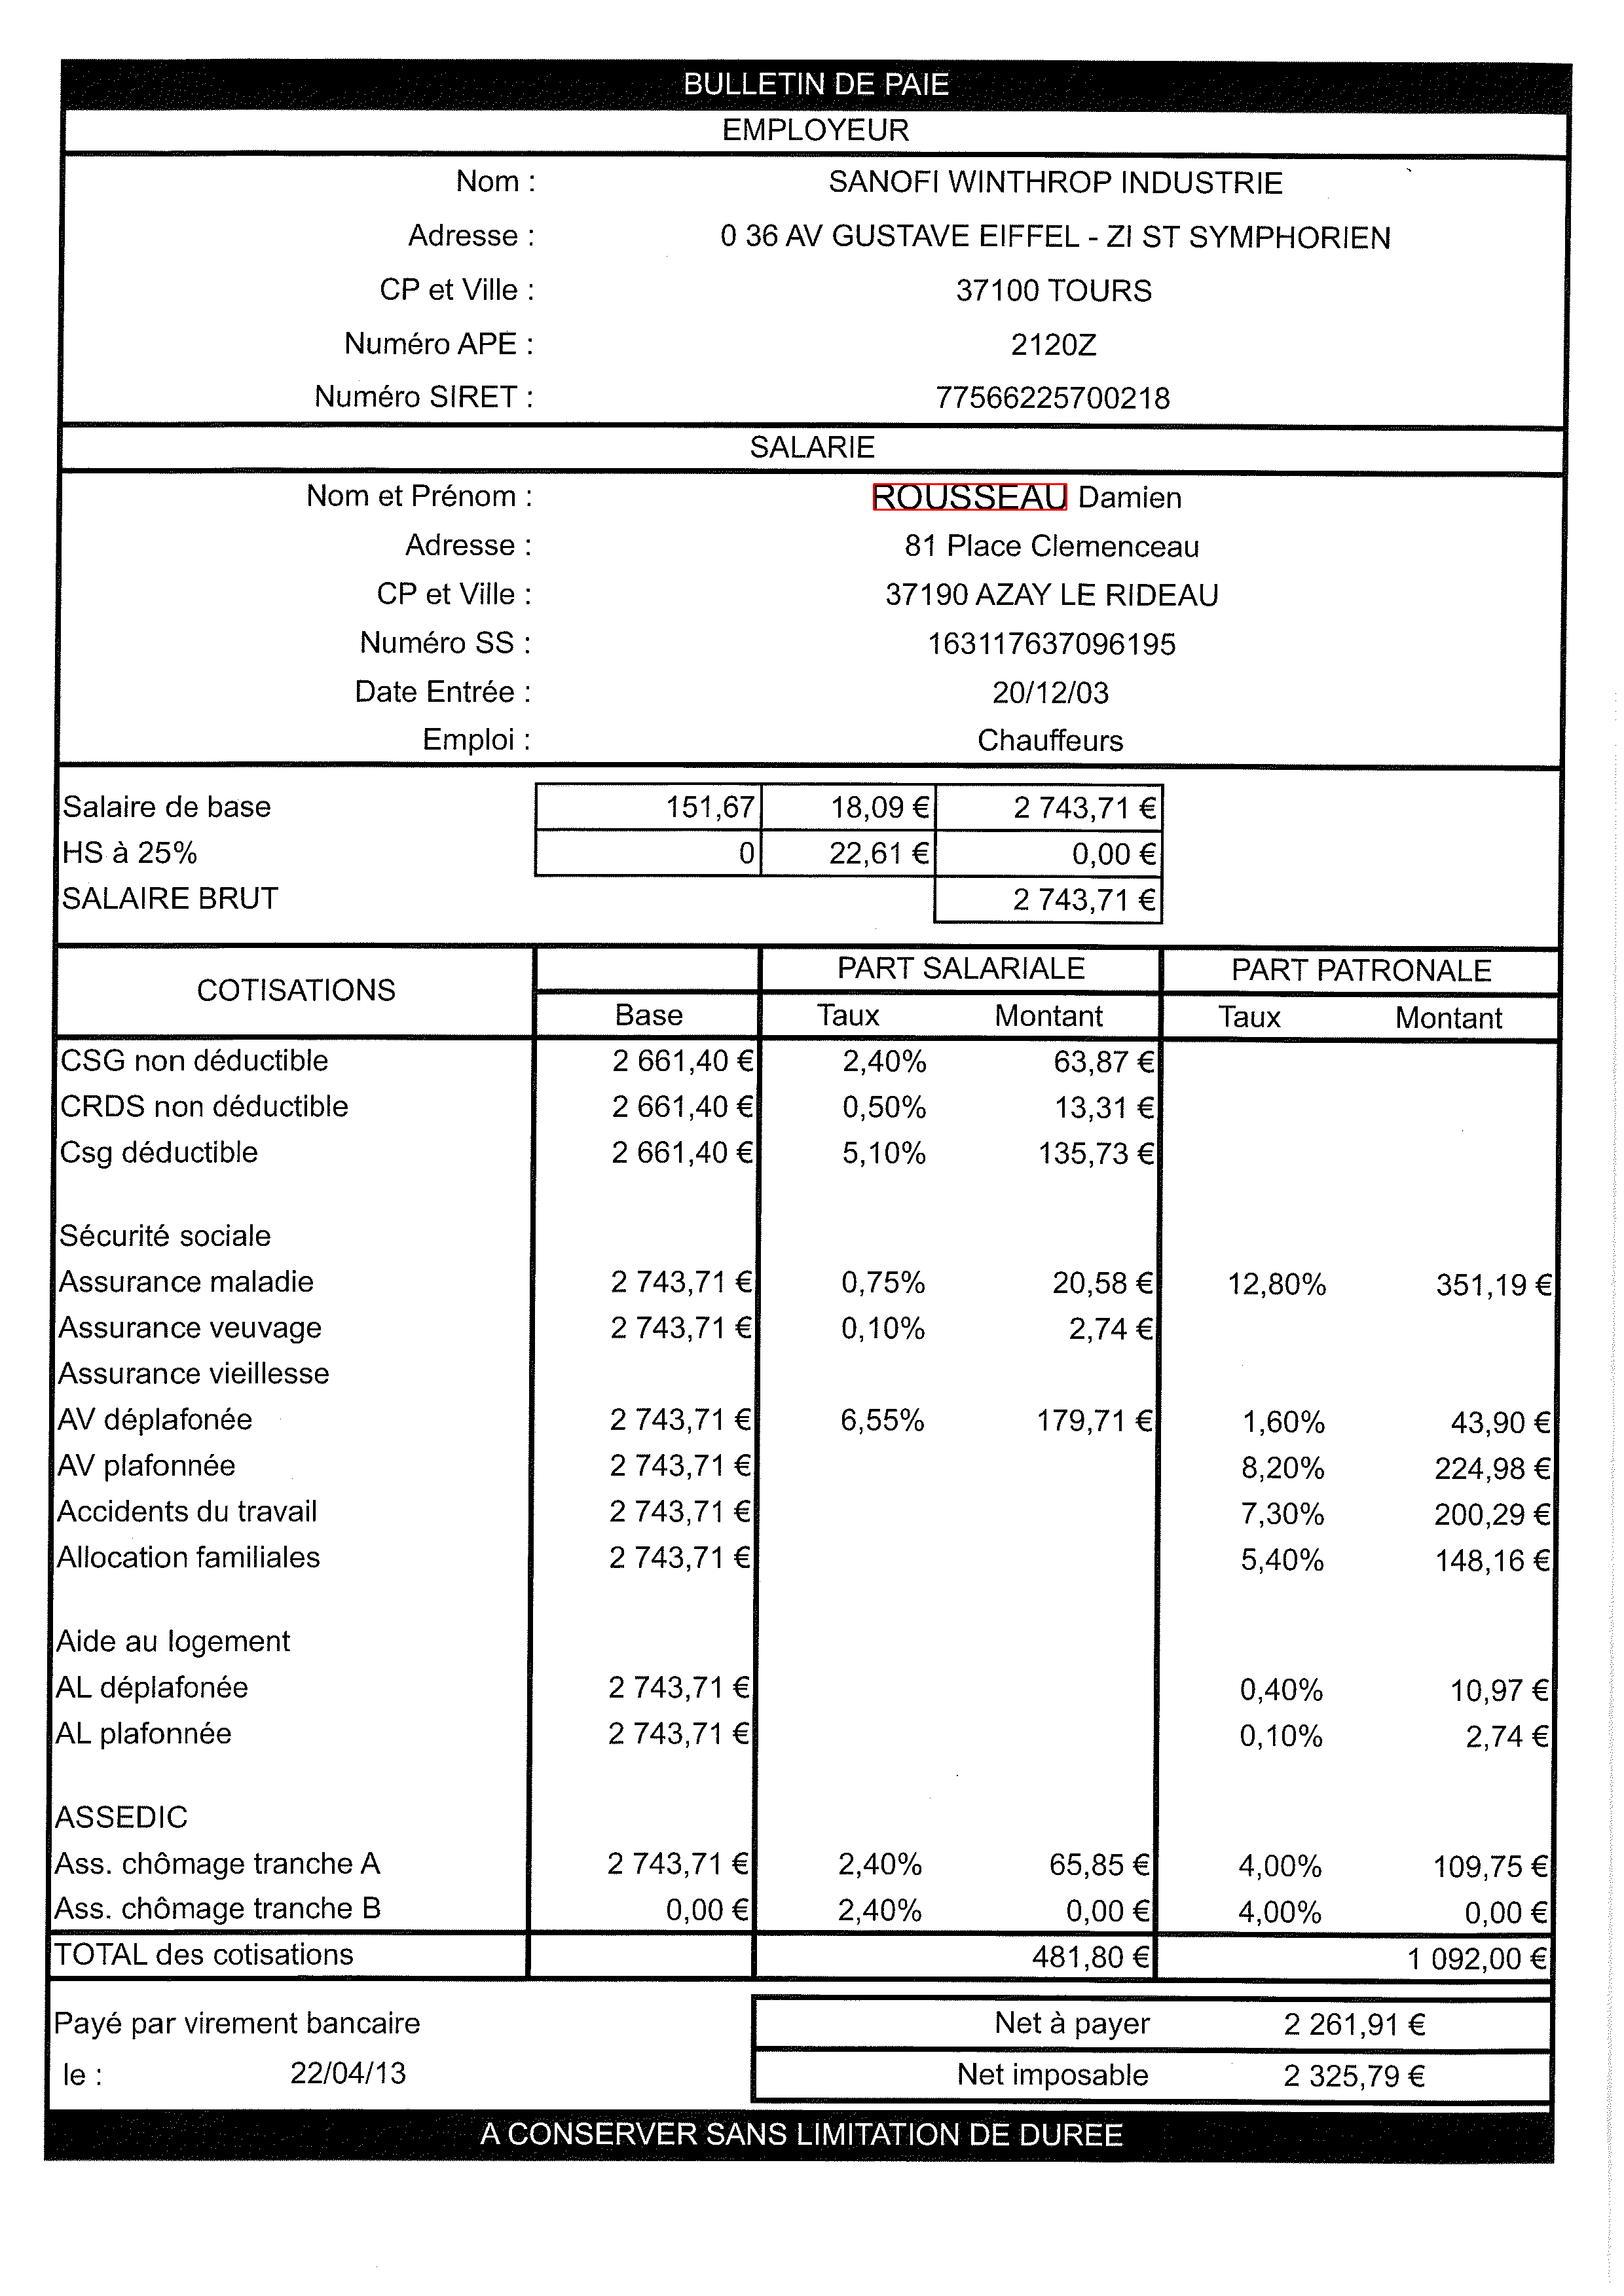 BULLETIN DE PAIE
EMPLOYEUR
Nom : SANOFI WINTHROP INDUSTRIE
Adresse : 0 36 AV GUSTAVE EIFFEL - ZI ST SYMPHORIEN
CP et Ville : 37100 TOURS
Numéro APE : 2120Z
Numéro SIRET : 77566225700218
SALARIE
Nom et Prénom : ROUSSEAU Damien
Adresse : 81 Place Clemenceau
CP et Ville : 37190 AZAY LE RIDEAU
Numéro SS : 163117637096195
Date Entrée : 20/12/03
Emploi : Chauffeurs
Salaire de base 151,67 18,09 € 2 743,71 €
HS à 25% 0 22,61 € 0,00 €
SALAIRE BRUT 2 743,71 €
COTISATIONS PART SALARIALE PART PATRONALE
Base Taux Montant Taux Montant
CSG non déductible 2 661,40 € 2,40% 63,87 €
CRDS non déductible 2 661,40 € 0,50% 13,31 €
Csg déductible 2 661,40 € 5,10% 135,73 €
Sécurité sociale
Assurance maladie 2 743,71 € 0,75% 20,58 € 12,80% 351,19 €
Assurance veuvage 2 743,71 € 0,10% 2,74 €
Assurance vieillesse
AV déplafonée 2 743,71 € 6,55% 179,71 € 1,60% 43,90 €
AV plafonnée 2 743,71 € 8,20% 224,98 €
Accidents du travail 2 743,71 € 7,30% 200,29 €
Allocation familiales 2 743,71 € 5,40% 148,16 €
Aide au logement
AL déplafonée 2 743,71 € 0,40% 10,97 €
AL plafonnée 2 743,71 € 0,10% 2,74 €
ASSEDIC
Ass. chômage tranche A 2 743,71 € 2,40% 65,85 € 4,00% 109,75 €
Ass. chômage tranche B 0,00 € 2,40% 0,00 € 4,00% 0,00 €
TOTAL des cotisations 481,80 € 1 092,00 €
Payé par virement bancaire Net à payer 2 261,91 €
le : 22/04/13 Net imposable 2 325,79 €
A CONSERVER SANS LIMITATION DE DUREE